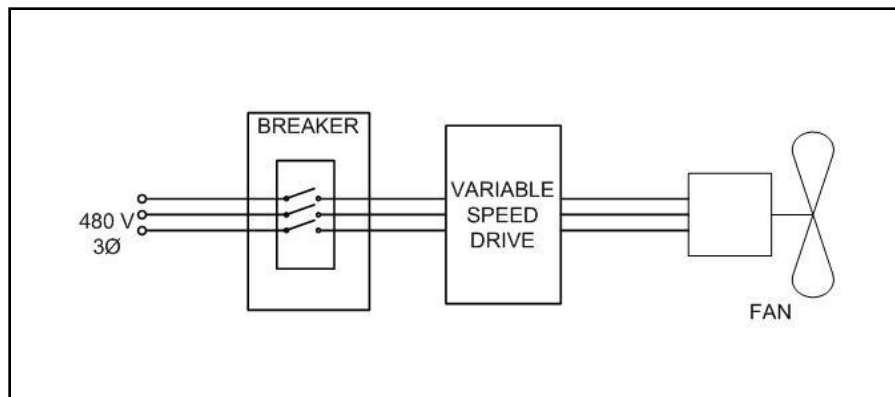 BREAKER
480 V
3Ø
VARIABLE
SPEED
DRIVE
FAN